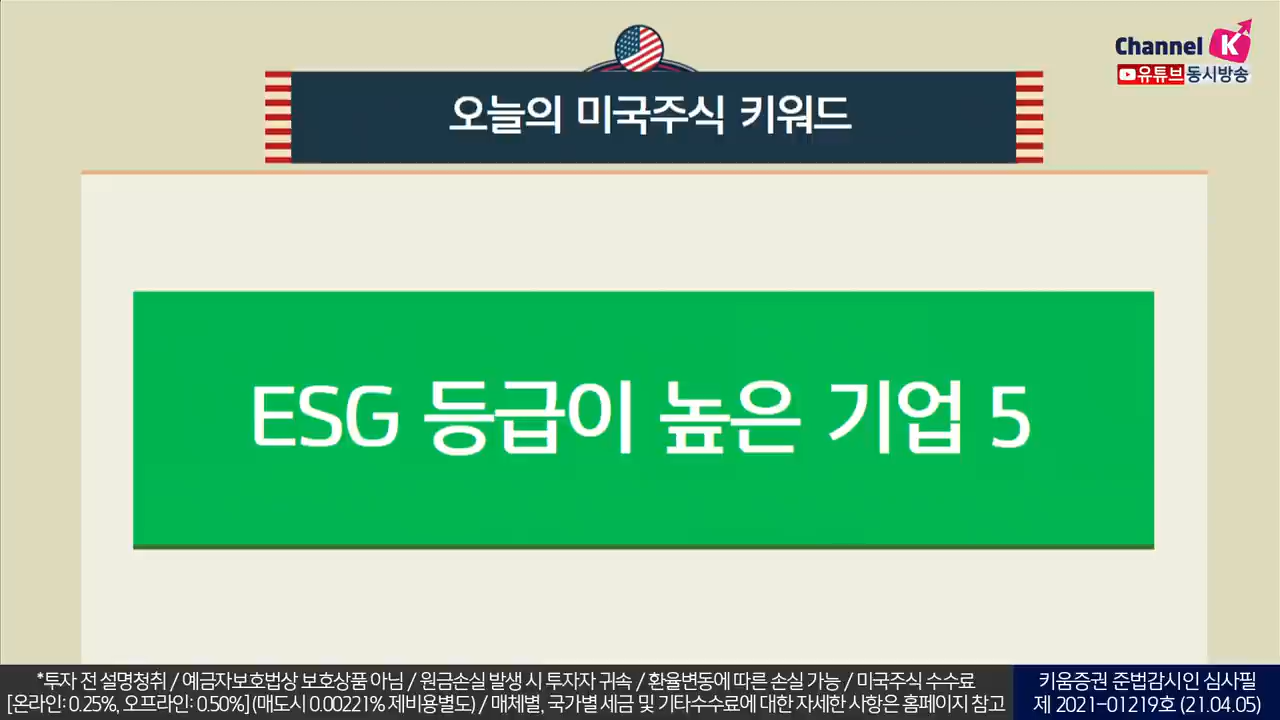 Channel K
유튜브동시방송
오늘의 미국주식 키워드
ESG 등급이 높은 기업 5
*투자 전 설명청취 / 예금자보호법상 보호상품 아님 / 원금손실 발생 시 투자자 귀속 / 환율변동에 따른 손실 가능 / 미국주식 수수료
[온라인: 0.25%, 오프라인: 0.50%] (매도시 0.00221% 제비용별도) / 매체별, 국가별 세금 및 기타수수료에 대한 자세한 사항은 홈페이지 참고
키움증권 준법감시인 심사필
제 2021-01219호 (21.04.05)